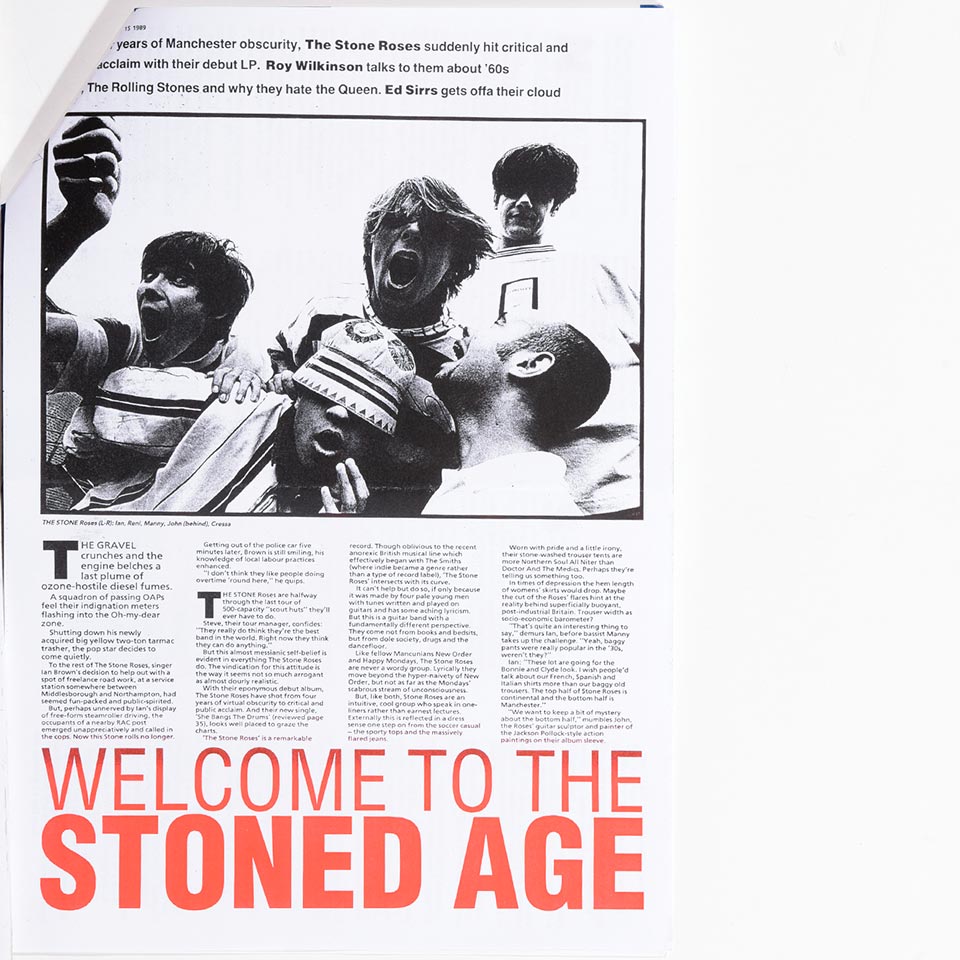 15 1989
years of Manchester obscurity, The Stone Roses suddenly hit critical and
acclaim with their debut LP. Roy Wilkinson talks to them about '60s
, The Rolling Stones and why they hate the Queen. Ed Sirrs gets offa their cloud
THE STONE Roses (L-R): Ian, Reni, Manny, John (behind), Cressa
THE GRAVEL
crunches and the
engine belches a
last plume of
ozone-hostile diesel fumes.
A squadron of passing OAPs
feel their indignation meters
flashing into the Oh-my-dear
zone.
Shutting down his newly
acquired big yellow two-ton tarmac
trasher, the pop star decides to
come quietly.
To the rest of The Stone Roses, singer
Ian Brown's decision to help out with a
spot of freelance road work, at a service
station somewhere between
Middlesborough and Northampton, had
seemed fun-packed and public-spirited.
But, perhaps unnerved by Ian's display
of free-form steamroller driving, the
occupants of a nearby RAC post
emerged unappreciatively and called in
the cops. Now this Stone rolls no longer.
Getting out of the police car five
minutes later, Brown is still smiling, his
knowledge of local labour practices
enhanced.
"I don't think they like people doing
overtime 'round here," he quips.
THE STONE Roses are halfway
through the last tour of
500-capacity "scout huts" they'll
ever have to do.
Steve, their tour manager, confides:
"They really do think they're the best
band in the world. Right now they think
they can do anything."
But this almost messianic self-belief is
evident in everything The Stone Roses
do. The vindication for this attitude is
the way it seems not so much arrogant
as almost dourly realistic.
With their eponymous debut album,
The Stone Roses have shot from four
years of virtual obscurity to critical and
public acclaim. And their new single,
'She Bangs The Drums' (reviewed page
35), looks well placed to graze the
charts.
'The Stone Roses' is a remarkable
record. Though oblivious to the recent
anorexic British musical line which
effectively began with The Smiths
(where indie became a genre rather
than a type of record label), 'The Stone
Roses' intersects with its curve.
It can't help but do so, if only because
it was made by four pale young men
with tunes written and played on
guitars and has some aching lyricism.
But this is a guitar band with a
fundamentally different perspective.
They come not from books and bedsits,
but from dole society, drugs and the
dancefloor.
Like fellow Mancunians New Order
and Happy Mondays, The Stone Roses
are never a wordy group. Lyrically they
move beyond the hyper-naivety of New
Order, but not as far as the Mondays'
scabrous stream of unconsciousness.
But, like both, Stone Roses are an
intuitive, cool group who speak in one-
liners rather than earnest lectures.
Externally this is reflected in a dress
sense one step on from the soccer casual
– the sporty tops and the massively
flared jeans.
Worn with pride and a little irony,
their stone-washed trouser tents are
more Northern Soul All Niter than
Doctor And The Medics. Perhaps they're
telling us something too.
In times of depression the hem length
of womens' skirts would drop. Maybe
the cut of the Roses' flares hint at the
reality behind superficially buoyant,
post-industrial Britain. Trouser width as
socio-economic barometer?
"That's quite an interesting thing to
say," demurs Ian, before bassist Manny
takes up the challenge. "Yeah, baggy
pants were really popular in the '30s,
weren't they?"
Ian: "These lot are going for the
Bonnie and Clyde look. I wish people'd
talk about our French, Spanish and
Italian shirts more than our baggy old
trousers. The top half of Stone Roses is
continental and the bottom half is
Manchester."
"We want to keep a bit of mystery
about the bottom half," mumbles John,
the Roses' guitar sculptor and painter of
the Jackson Pollock-style action
paintings on their album sleeve.
WELCOME TO THE
STONED AGE